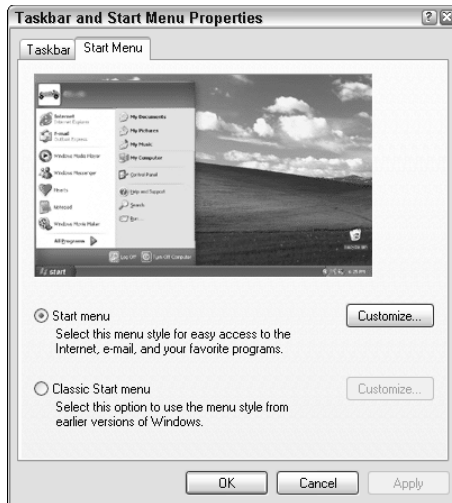 Taskbar and Start Menu Properties
Taskbar
Start Menu
Internet
Internet Explorer
E-mail
Outlook Express
Windows Media Player
Windows Messenger
Hearts
Windows Movie Maker
All Programs
My Documents
My Pictures
My Music
My Computer
Control Panel
Help and Support
Search
Run...
Log Off
Turn Off Computer
start
Start menu
Customize...
Select this menu style for easy access to the
Internet, e-mail, and your favorite programs.
Classic Start menu
Customize...
Select this option to use the menu style from
earlier versions of Windows.
OK
Cancel
Apply